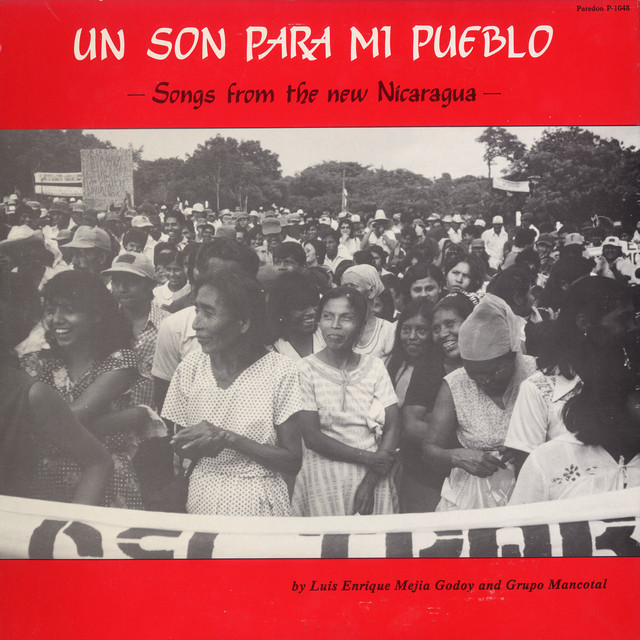 Paredon P-1048
UN SON PARA MI PUEBLO
— Songs from the new Nicaragua —
by Luis Enrique Mejia Godoy and Grupo Mancotal